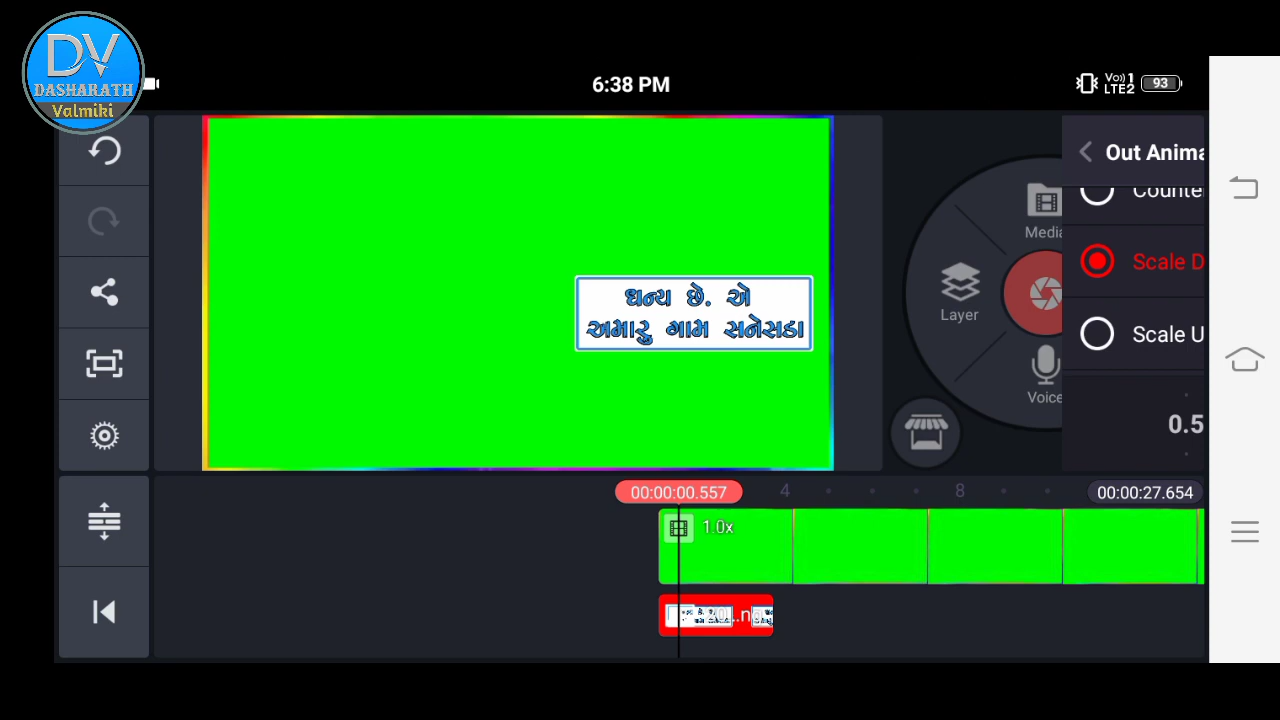 DV
DASHARATH
Valmiki
6:38 PM
Vo)) 1
LTE2
93
Out Anima
Counte
Media
Scale D
Layer
Scale U
Voice
0.5
ધન્ય છે. એ
અમારુ ગામ સનેસડા
00:00:00.557
4
8
00:00:27.654
1.0x